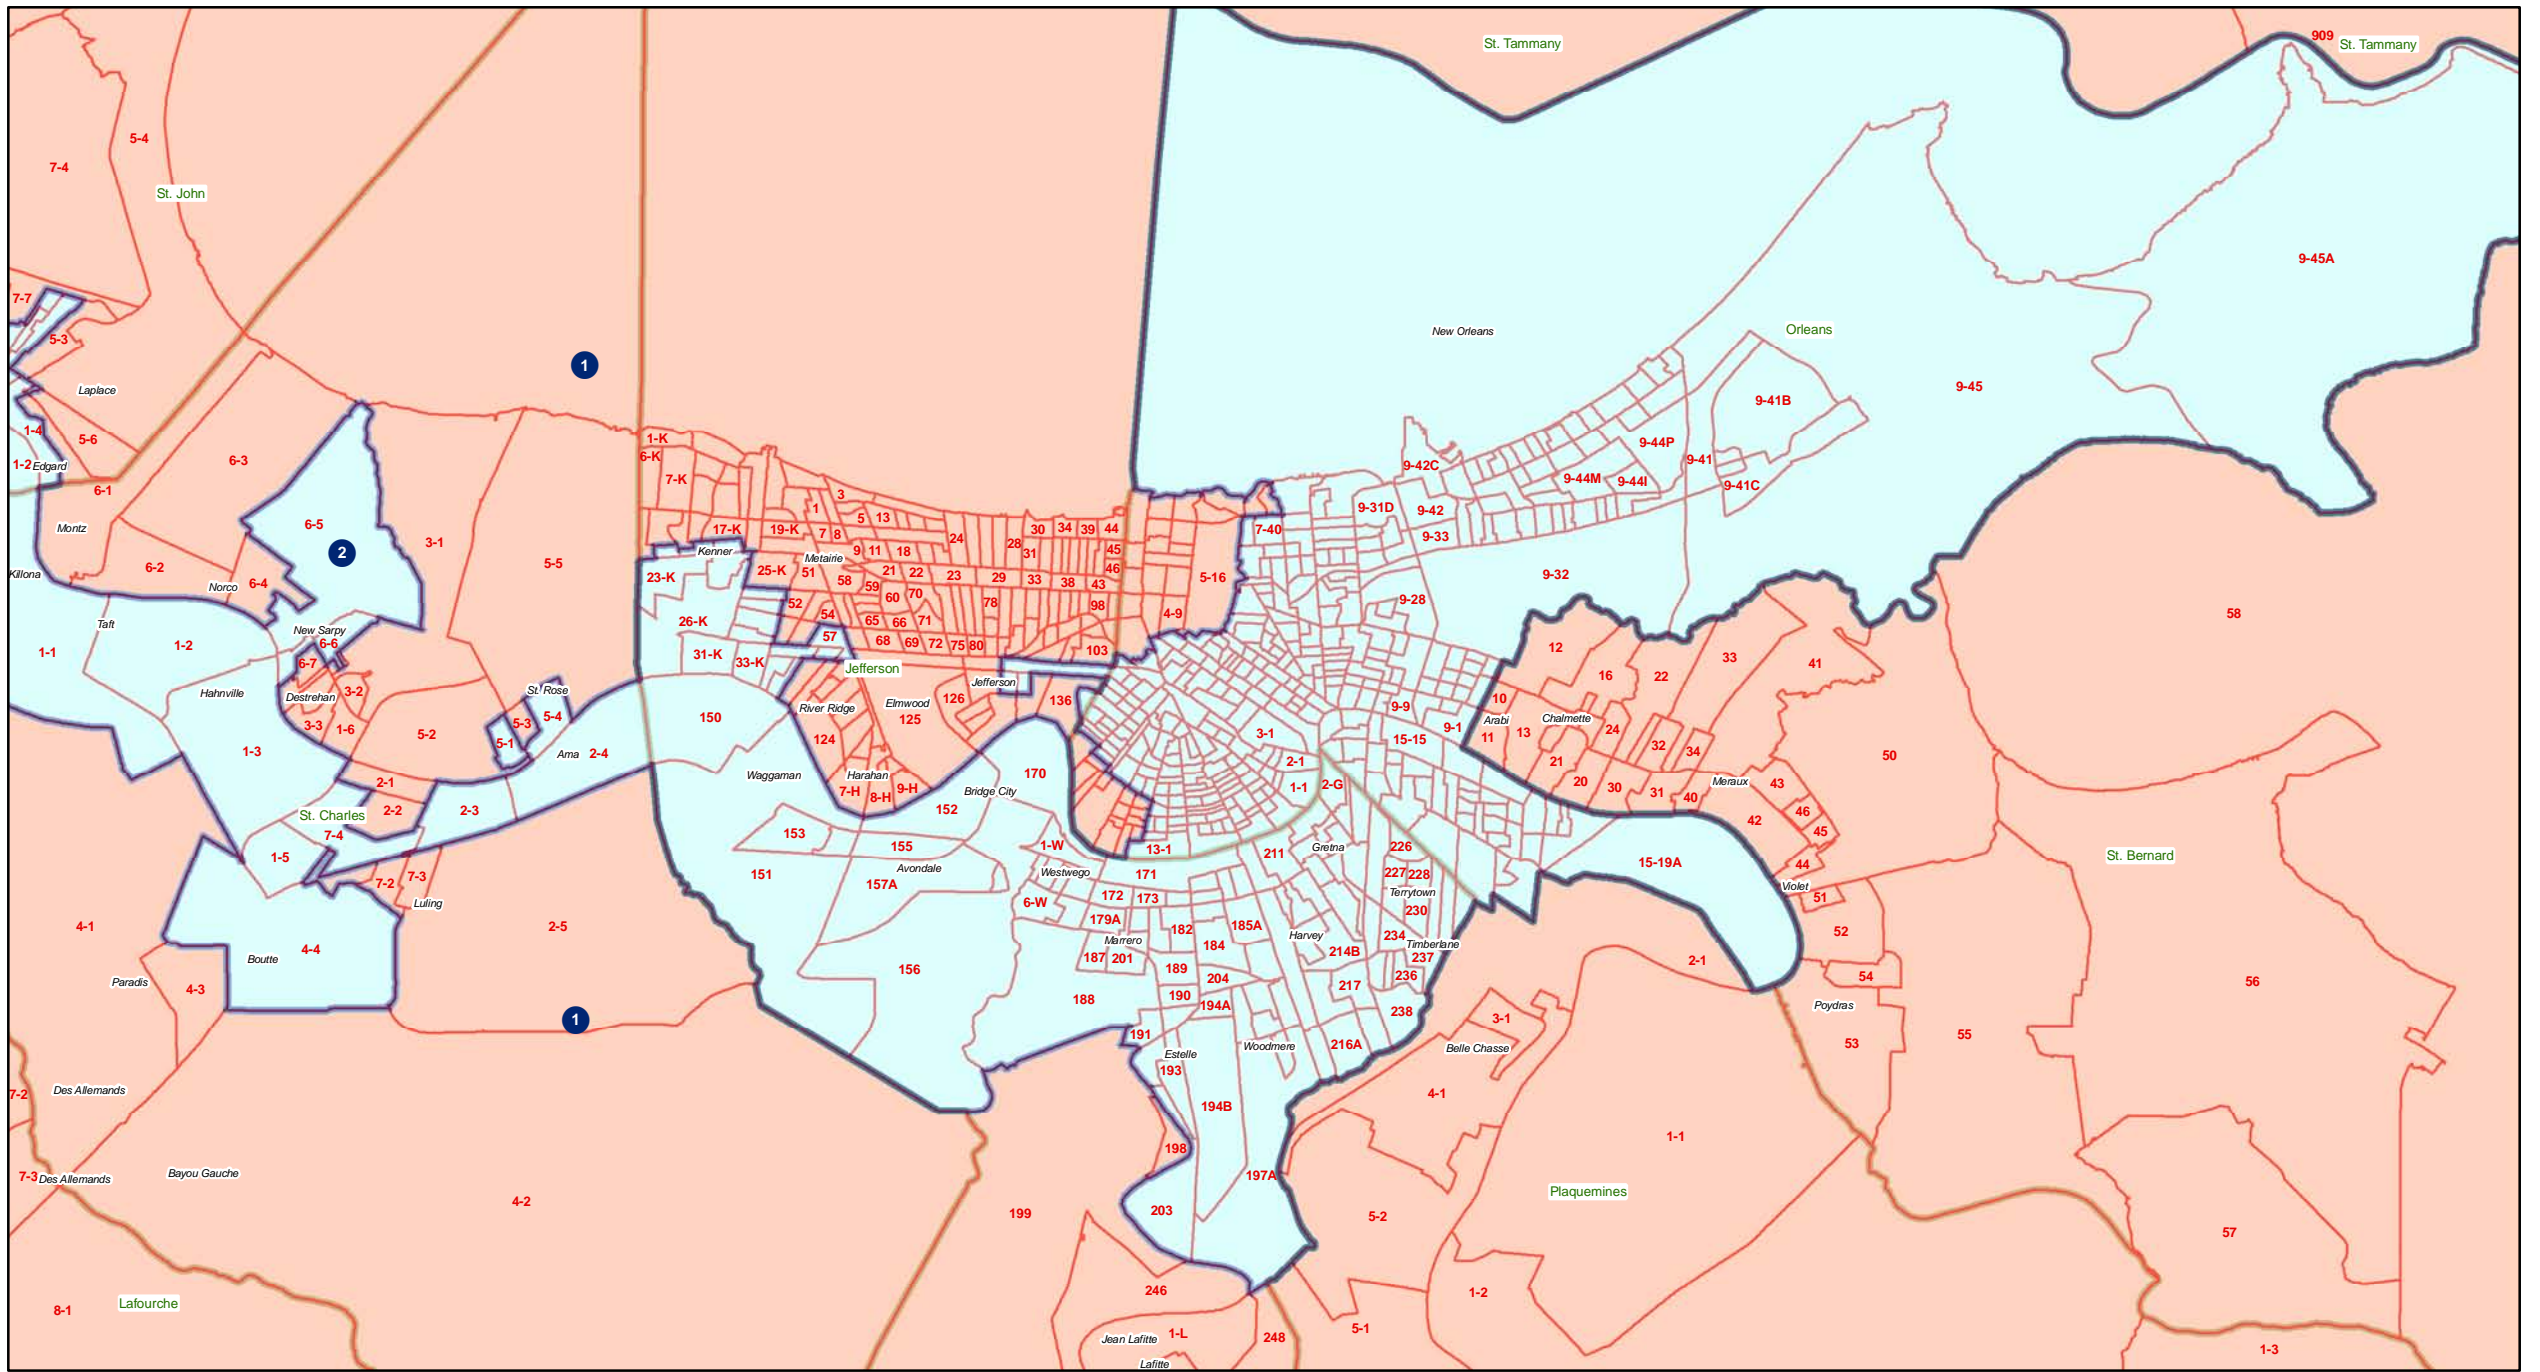 909
St. Tammany
St. Tammany
5-4
7-4
St. John
9-45A
7-7
5-3
New Orleans
Orleans
1
Laplace
9-45
9-41B
1-4
5-6
1-K
6-K
9-44P
1-2
Edgard
6-3
9-42C
9-41
6-1
7-K
9-44M
9-44I
9-41C
3
1
9-31D
9-42
Montz
6-5
5
13
17-K
19-K
7
8
30
34
39
44
7-40
9-33
24
2
3-1
28
31
45
Kenner
Metairie
9
11
18
5-5
6-2
Killona
Norco
6-4
23-K
25-K
51
58
59
21
22
23
29
33
38
43
46
5-16
9-32
52
54
60
70
78
98
4-9
9-28
58
Taft
1-2
New Sarpy
6-6
26-K
57
65
66
71
68
69
72
75
80
103
12
1-1
6-7
31-K
33-K
Jefferson
33
41
16
22
Hahnville
Destrehan
3-2
St. Rose
Jefferson
126
136
River Ridge
Elmwood
125
10
9-9
150
5-4
5-3
Arabi
Chalmette
3-3
1-6
5-2
5-1
124
3-1
15-15
9-1
11
13
24
32
34
50
1-3
Ama
2-4
Waggaman
Harahan
170
2-1
21
2-1
7-H
8-H
9-H
Bridge City
1-1
2-G
20
30
31
40
Meraux
43
St. Charles
2-2
2-3
152
46
42
45
7-4
153
155
1-W
13-1
211
Gretna
226
1-5
St. Bernard
151
157A
Avondale
Westwego
171
227
228
15-19A
44
7-2
7-3
Luling
6-W
172
173
Terrytown
Violet
51
4-1
2-5
179A
182
185A
230
52
Boutte
4-4
Marrero
184
Harvey
214B
234
Timberlane
237
2-1
187
201
189
204
236
54
Paradis
4-3
156
188
190
194A
217
238
56
Poydras
1
191
3-1
53
55
Estelle
Woodmere
216A
Belle Chasse
193
7-2
Des Allemands
194B
4-1
1-1
198
7-3
Des Allemands
Bayou Gauche
197A
Plaquemines
4-2
199
203
5-2
57
8-1
Lafourche
246
1-2
Jean Lafitte
1-L
248
5-1
1-3
Lafitte